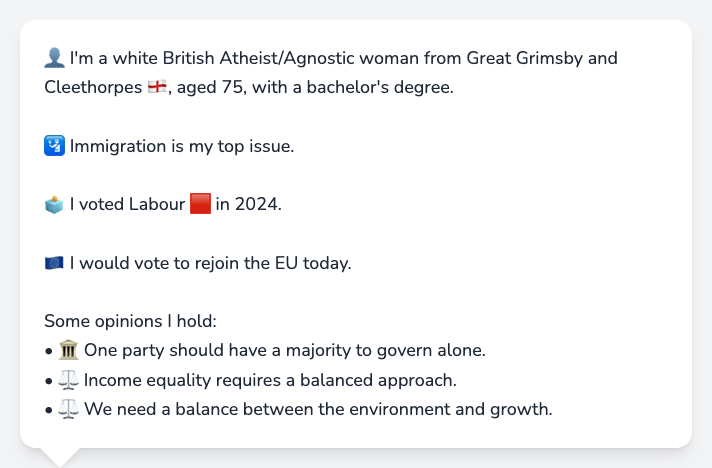 👤 I'm a white British Atheist/Agnostic woman from Great Grimsby and
Cleethorpes 🏴󠁧󠁢󠁥󠁮󠁧󠁿, aged 75, with a bachelor's degree.
🛂 Immigration is my top issue.
🗳️ I voted Labour 🟥 in 2024.
🇪🇺 I would vote to rejoin the EU today.
Some opinions I hold:
• 🏛️ One party should have a majority to govern alone.
• ⚖️ Income equality requires a balanced approach.
• ⚖️ We need a balance between the environment and growth.